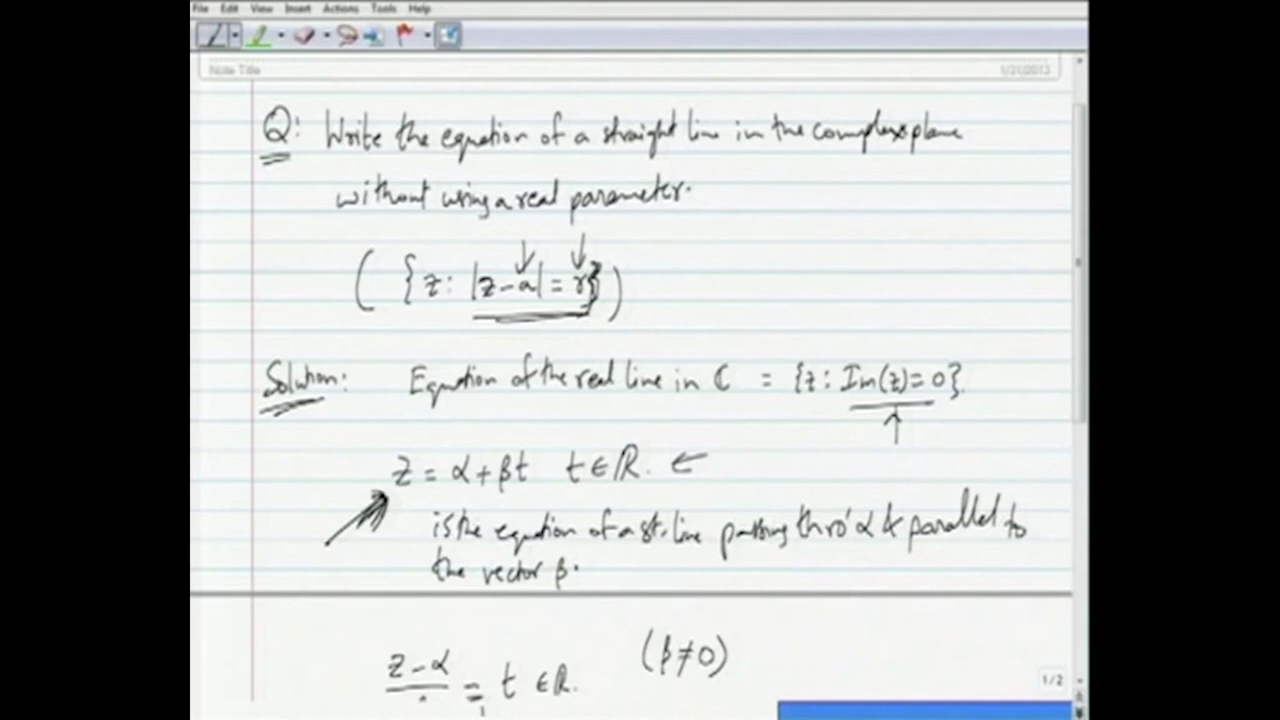 File Edit View Insert Actions Tools Help
Note Title 1/21/2013
Q: Write the equation of a straight line in the complex plane
without using a real parameter.
( {z: |z-a| = r} )
Solution: Equation of the real line in ℂ = {z: Im(z)=0}.
z = α + βt t ∈ ℝ. ←
is the equation of a st. line passing thro' α & parallel to
the vector β.
(β≠0)
z-α
= t ∈ ℝ.
1/2